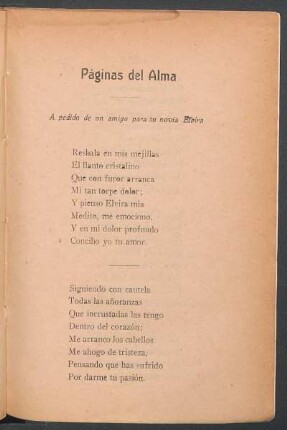 Páginas del Alma
A pedido de un amigo para su novia Elvira
Resbala en mis mejillas
El llanto cristalino
Que con furor arranca
Mi tan torpe dolor;
Y pienso Elvira mia
Medito, me emociono.
Y en mi dolor profundo
Concilio yo tu amor.
Siguiendo con cautela
Todas las añoranzas
Que incrustadas las tengo
Dentro del corazón;
Me arranco los cabellos
Me ahogo de tristeza,
Pensando que has sufrido
Por darme tu pasión.